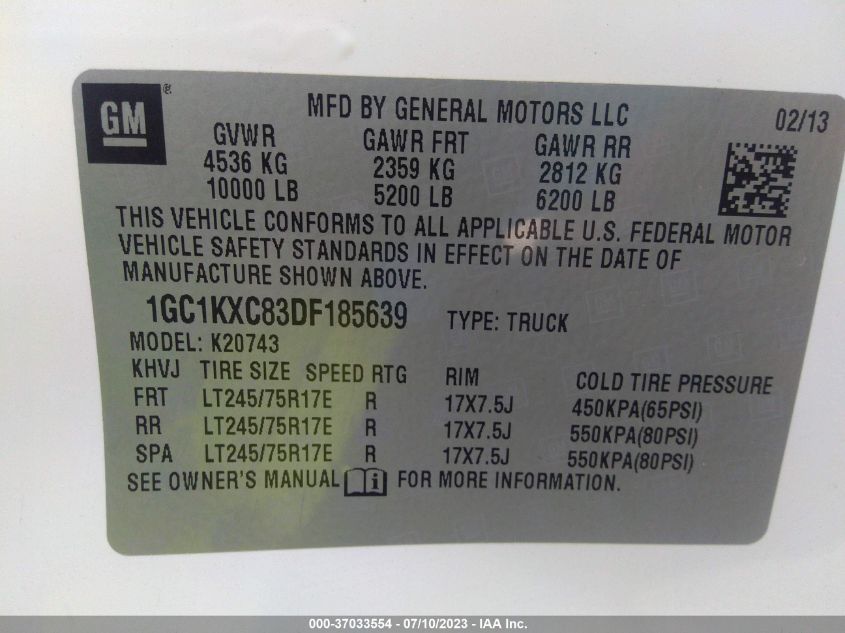 GM ®
MFD BY GENERAL MOTORS LLC 02/13
GVWR GAWR FRT GAWR RR
4536 KG 2359 KG 2812 KG
10000 LB 5200 LB 6200 LB
THIS VEHICLE CONFORMS TO ALL APPLICABLE U.S. FEDERAL MOTOR
VEHICLE SAFETY STANDARDS IN EFFECT ON THE DATE OF
MANUFACTURE SHOWN ABOVE.
1GC1KXC83DF185639 TYPE: TRUCK
MODEL: K20743
KHVJ TIRE SIZE SPEED RTG RIM COLD TIRE PRESSURE
FRT LT245/75R17E R 17X7.5J 450KPA(65PSI)
RR LT245/75R17E R 17X7.5J 550KPA(80PSI)
SPA LT245/75R17E R 17X7.5J 550KPA(80PSI)
SEE OWNER'S MANUAL i FOR MORE INFORMATION.
000-37033554 - 07/10/2023 - IAA Inc.